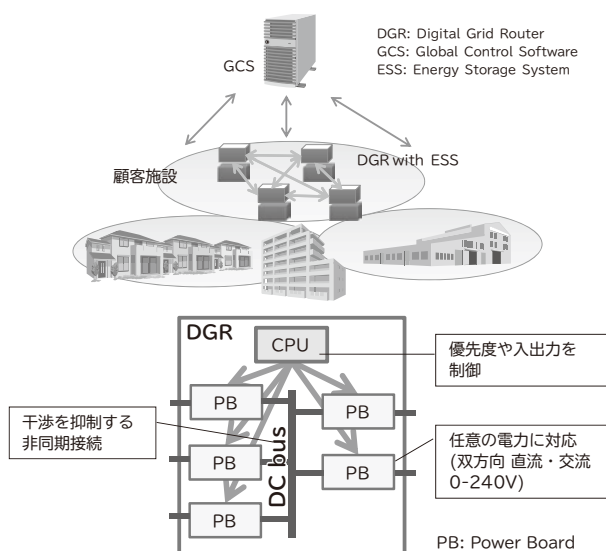 DGR: Digital Grid Router
GCS: Global Control Software
ESS: Energy Storage System
GCS
DGR with ESS
顧客施設
DGR
CPU
優先度や入出力を
制御
PB
PB
干渉を抑制する
非同期接続
DC bus
PB
PB
任意の電力に対応
(双方向 直流・交流
0-240V)
PB
PB: Power Board